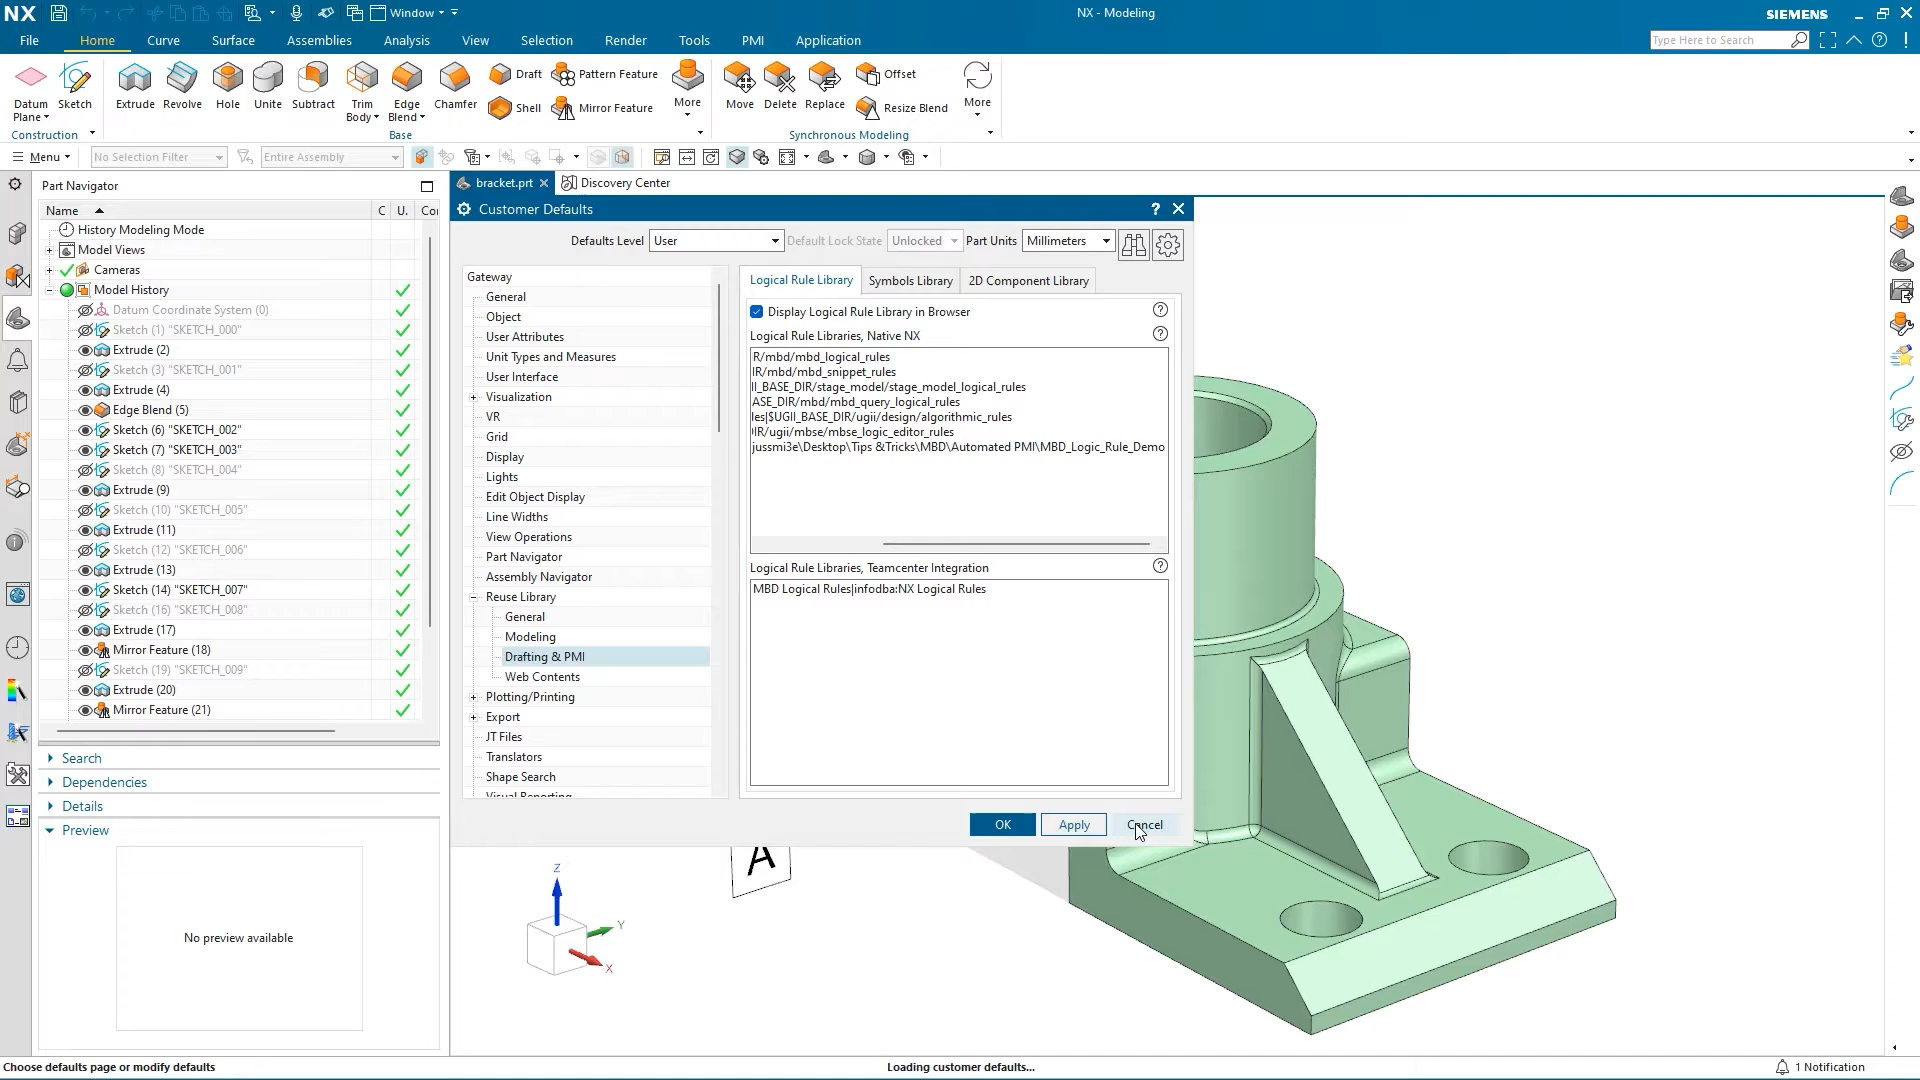 NX
Window
NX - Modeling
SIEMENS
File
Home
Curve
Surface
Assemblies
Analysis
View
Selection
Render
Tools
PMI
Application
Type Here to Search
Datum Plane
Sketch
Extrude
Revolve
Hole
Unite
Subtract
Trim Body
Edge Blend
Chamfer
Draft
Shell
Pattern Feature
Mirror Feature
More
Move
Delete
Replace
Offset
Resize Blend
More
Construction
Base
Synchronous Modeling
Menu
No Selection Filter
Entire Assembly
Part Navigator
Name C U. Co
History Modeling Mode
Model Views
Cameras
Model History
Datum Coordinate System (0)
Sketch (1) "SKETCH_000"
Extrude (2)
Sketch (3) "SKETCH_001"
Extrude (4)
Edge Blend (5)
Sketch (6) "SKETCH_002"
Sketch (7) "SKETCH_003"
Sketch (8) "SKETCH_004"
Extrude (9)
Sketch (10) "SKETCH_005"
Extrude (11)
Sketch (12) "SKETCH_006"
Extrude (13)
Sketch (14) "SKETCH_007"
Sketch (16) "SKETCH_008"
Extrude (17)
Mirror Feature (18)
Sketch (19) "SKETCH_009"
Extrude (20)
Mirror Feature (21)
Search
Dependencies
Details
Preview
No preview available
bracket.prt
Discovery Center
Customer Defaults
Defaults Level User Default Lock State Unlocked Part Units Millimeters
Gateway
General
Object
User Attributes
Unit Types and Measures
User Interface
Visualization
VR
Grid
Display
Lights
Edit Object Display
Line Widths
View Operations
Part Navigator
Assembly Navigator
Reuse Library
General
Modeling
Drafting & PMI
Web Contents
Plotting/Printing
Export
JT Files
Translators
Shape Search
Visual Reporting
Logical Rule Library
Symbols Library
2D Component Library
Display Logical Rule Library in Browser
Logical Rule Libraries, Native NX
R/mbd/mbd_logical_rules
IR/mbd/mbd_snippet_rules
II_BASE_DIR/stage_model/stage_model_logical_rules
ASE_DIR/mbd/mbd_query_logical_rules
les|$UGII_BASE_DIR/ugii/design/algorithmic_rules
IR/ugii/mbse/mbse_logic_editor_rules
jussmi3e\Desktop\Tips &Tricks\MBD\Automated PMI\MBD_Logic_Rule_Demo
Logical Rule Libraries, Teamcenter Integration
MBD Logical Rules|infodba:NX Logical Rules
OK
Apply
Cancel
A
Z
Y
X
Choose defaults page or modify defaults
Loading customer defaults...
1 Notification